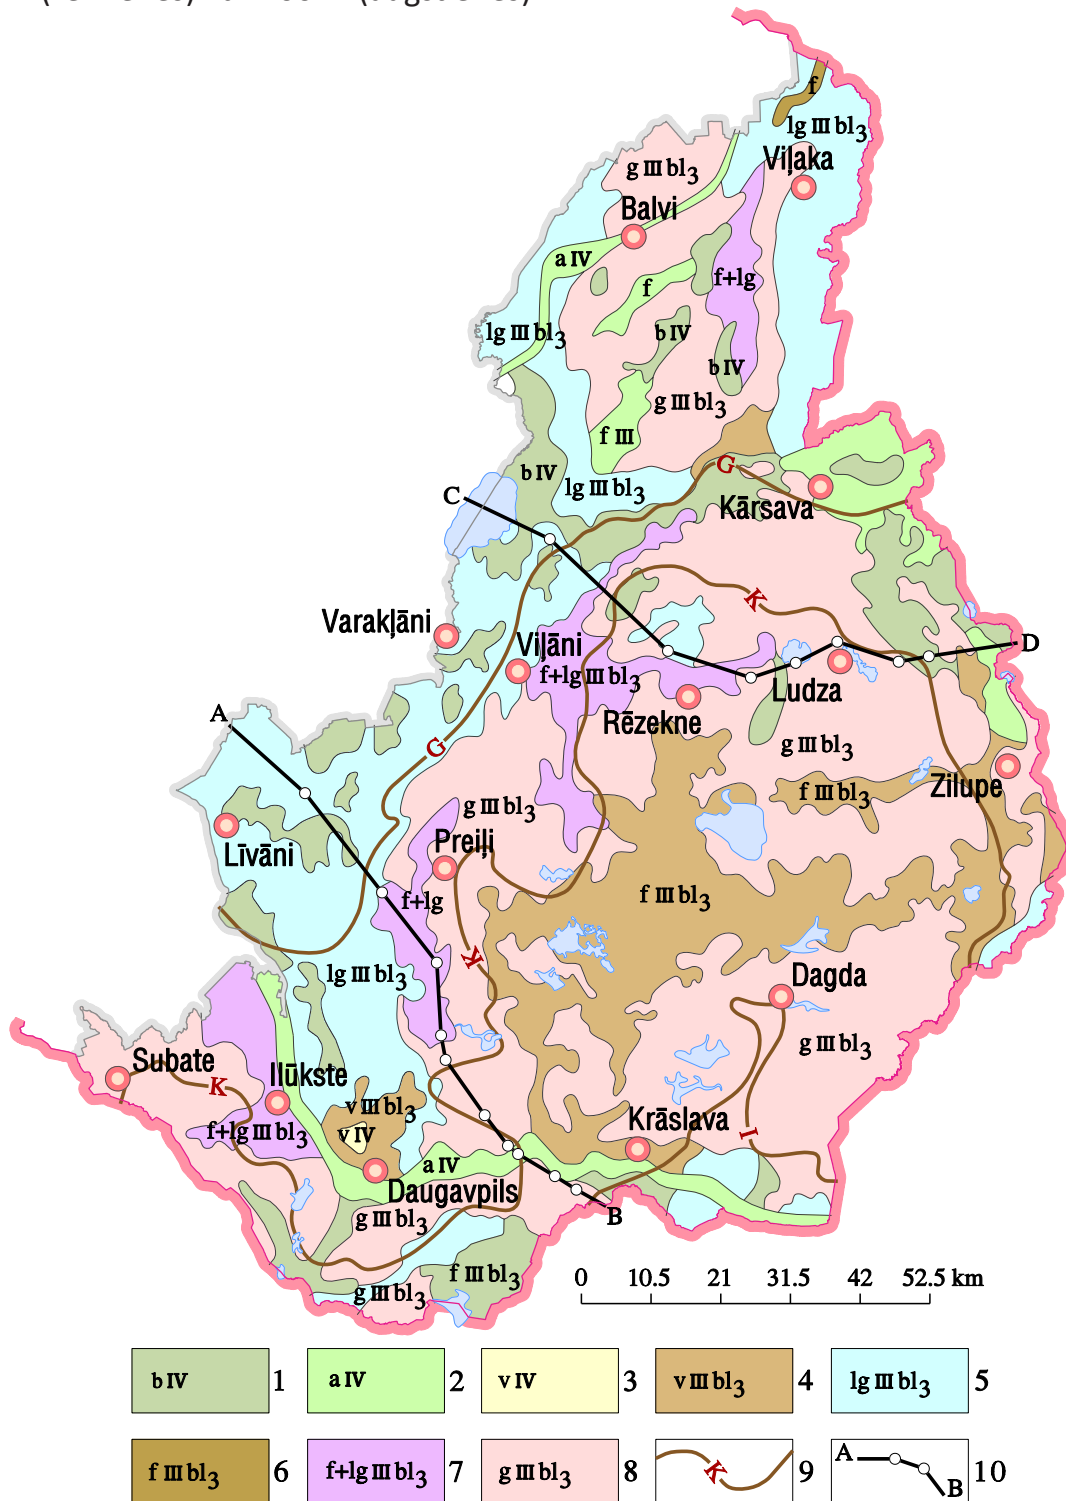 f
lg III bl3
Viļaka
g III bl3
Balvi
a IV
f+lg
f
lg III bl3
b IV
b IV
g III bl3
f III
G
b IV
lg III bl3
C
Kārsava
K
Varakļāni
Viļāni
D
f+lg III bl3
Ludza
A
Rēzekne
G
g III bl3
Zilupe
f III bl3
g III bl3
Preiļi
Līvāni
f III bl3
f+lg
K
lg III bl3
Dagda
g III bl3
Subate
K
Ilūkste
v III bl3
Krāslava
f+lg III bl3
v IV
I
a IV
Daugavpils
g III bl3
B
f III bl3
g III bl3
0 10.5 21 31.5 42 52.5 km
b IV 1 a IV 2 v IV 3 v III bl3 4 lg III bl3 5
f III bl3 6 f+lg III bl3 7 g III bl3 8 K 9 A B 10